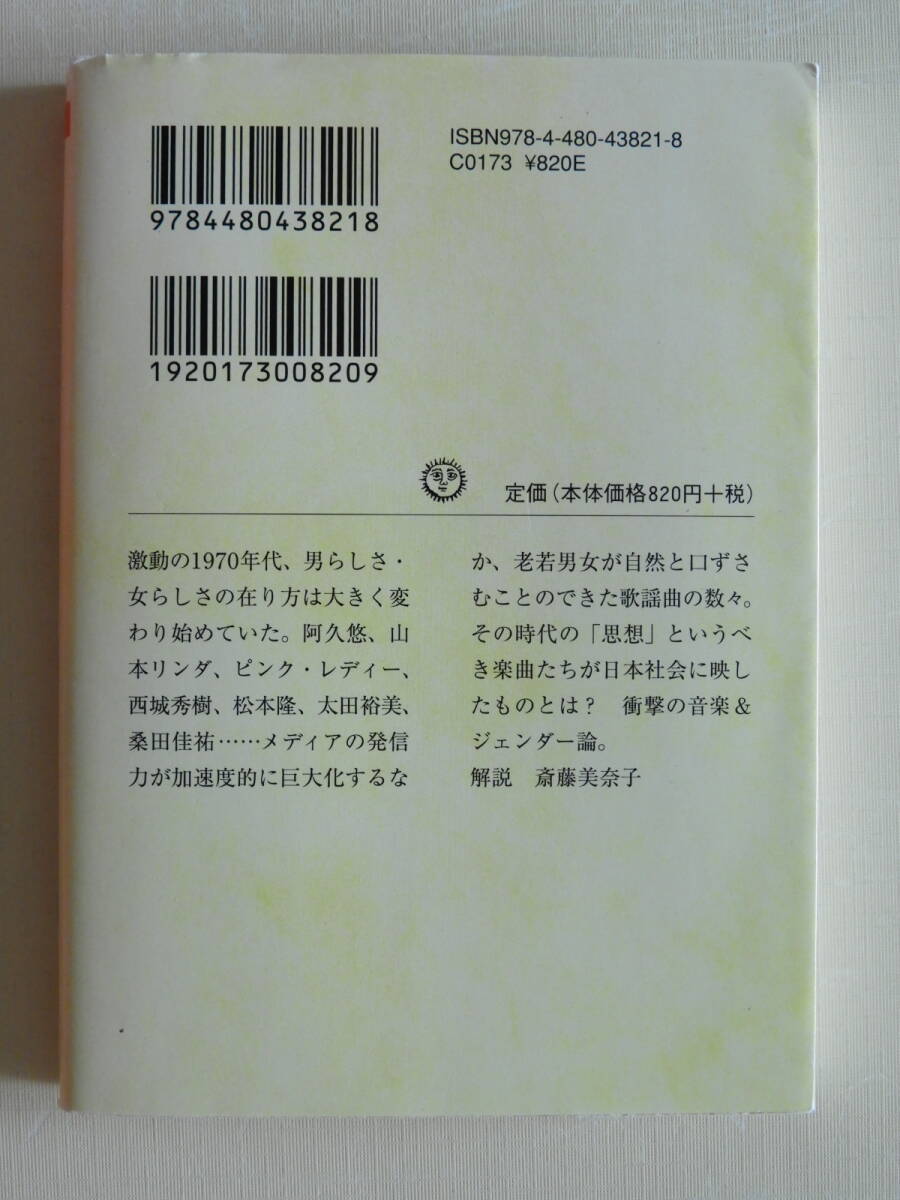 ISBN978-4-480-43821-8
C0173 ¥820E
9784480438218
1920173008209
定価(本体価格820円+税)
激動の1970年代、男らしさ・
女らしさの在り方は大きく変
わり始めていた。阿久悠、山
本リンダ、ピンク・レディー、
西城秀樹、松本隆、太田裕美、
桑田佳祐……メディアの発信
力が加速度的に巨大化するな
か、老若男女が自然と口ずさ
むことのできた歌謡曲の数々。
その時代の「思想」というべ
き楽曲たちが日本社会に映し
たものとは? 衝撃の音楽&
ジェンダー論。
解説 斎藤美奈子